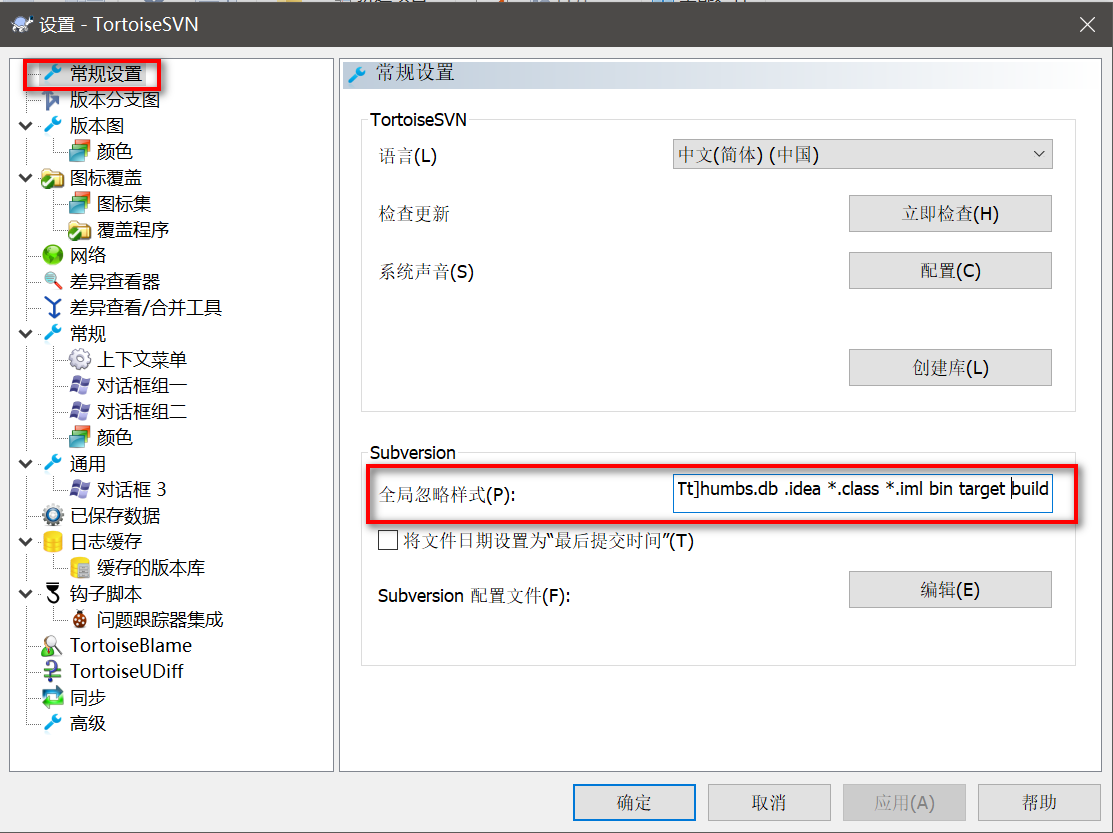 设置 - TortoiseSVN
常规设置
版本分支图
版本图
颜色
图标覆盖
图标集
覆盖程序
网络
差异查看器
差异查看/合并工具
常规
上下文菜单
对话框组一
对话框组二
颜色
通用
对话框 3
已保存数据
日志缓存
缓存的版本库
钩子脚本
问题跟踪器集成
TortoiseBlame
TortoiseUDiff
同步
高级
常规设置
TortoiseSVN
语言(L)
中文(简体) (中国)
检查更新
立即检查(H)
系统声音(S)
配置(C)
创建库(L)
Subversion
全局忽略样式(P):
Tt]humbs.db .idea *.class *.iml bin target build
将文件日期设置为“最后提交时间”(T)
Subversion 配置文件(F):
编辑(E)
确定
取消
应用(A)
帮助